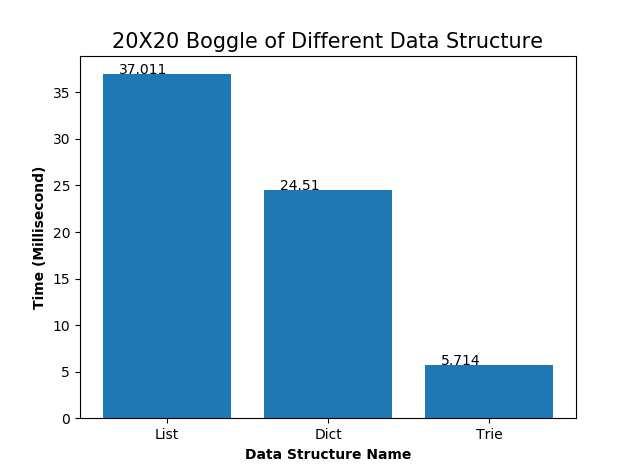 20X20 Boggle of Different Data Structure
37.011
24.51
5.714
35
30
25
20
15
10
5
0
Time (Millisecond)
List Dict Trie
Data Structure Name